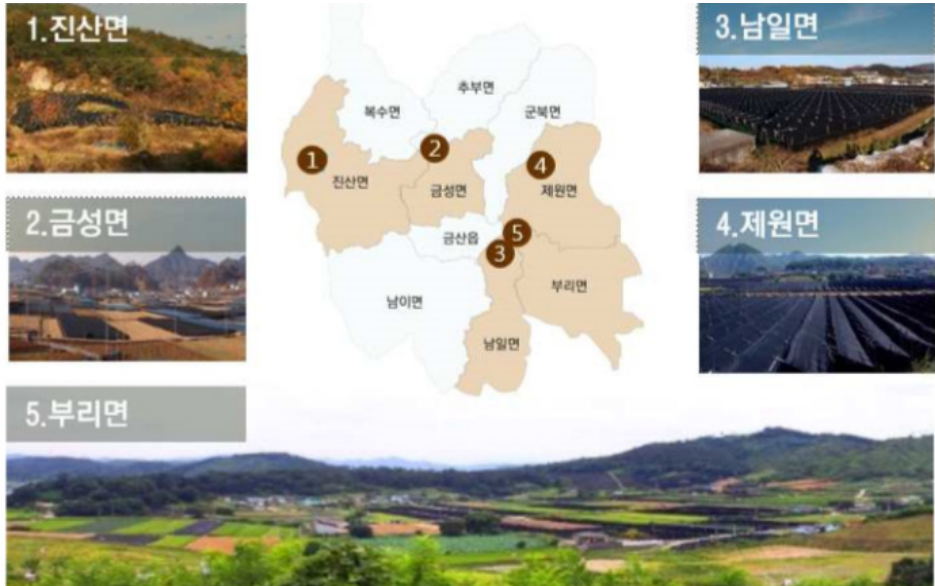 1.진산면
3.남일면
추부면
복수면
군북면
1
2
4
진산면
금성면
제원면
2.금성면
4.제원면
금산읍
5
3
부리면
남이면
남일면
5.부리면